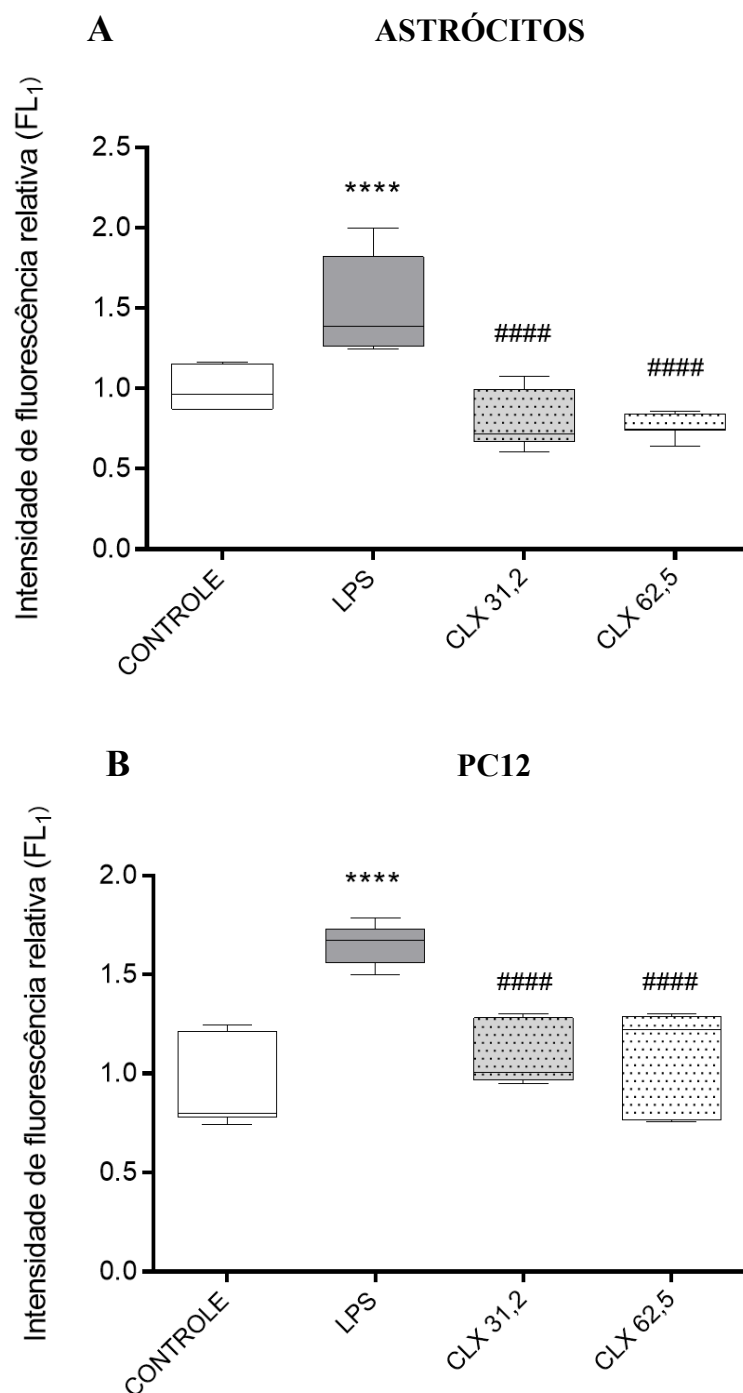 A
ASTRÓCITOS
Intensidade de fluorescência relativa (FL1)
2.5
2.0
1.5
1.0
0.5
0.0
****
####
####
CONTROLE
LPS
CLX 31,2
CLX 62,5
B
PC12
Intensidade de fluorescência relativa (FL1)
2.0
1.5
1.0
0.5
0.0
****
####
####
CONTROLE
LPS
CLX 31,2
CLX 62,5